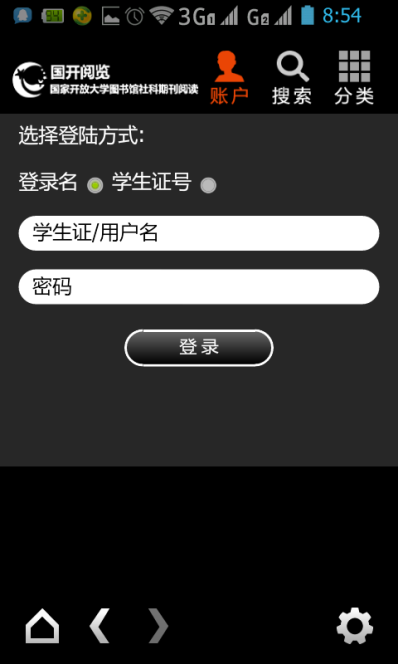 94 3G G2 8:54
国开阅览
国家开放大学图书馆社科期刊阅读
账户 搜索 分类
选择登陆方式:
登录名 学生证号
学生证/用户名
密码
登录